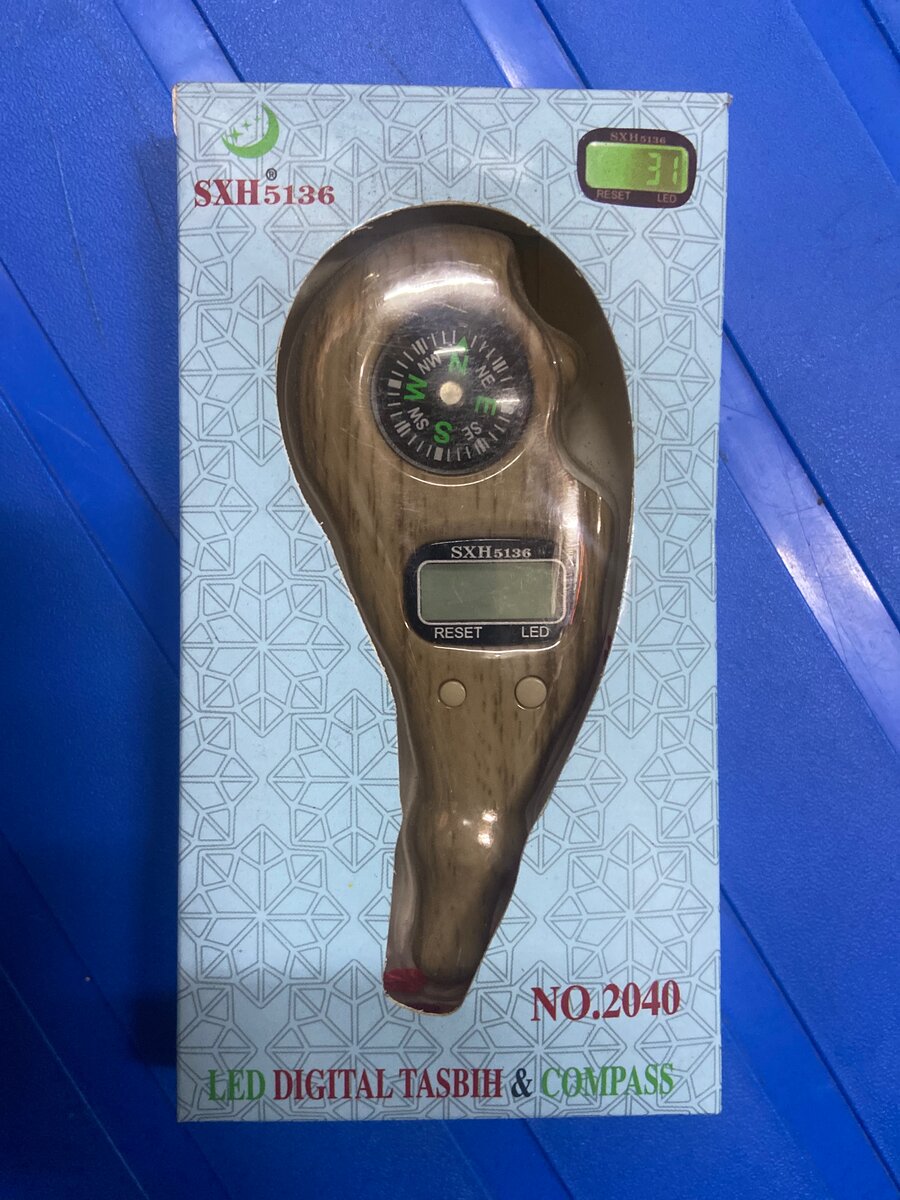 SXH®5136
SXH5136
31
RESET LED
N
NE
E
SE
S
SW
W
NW
SXH5136
RESET LED
NO.2040
LED DIGITAL TASBIH & COMPASS